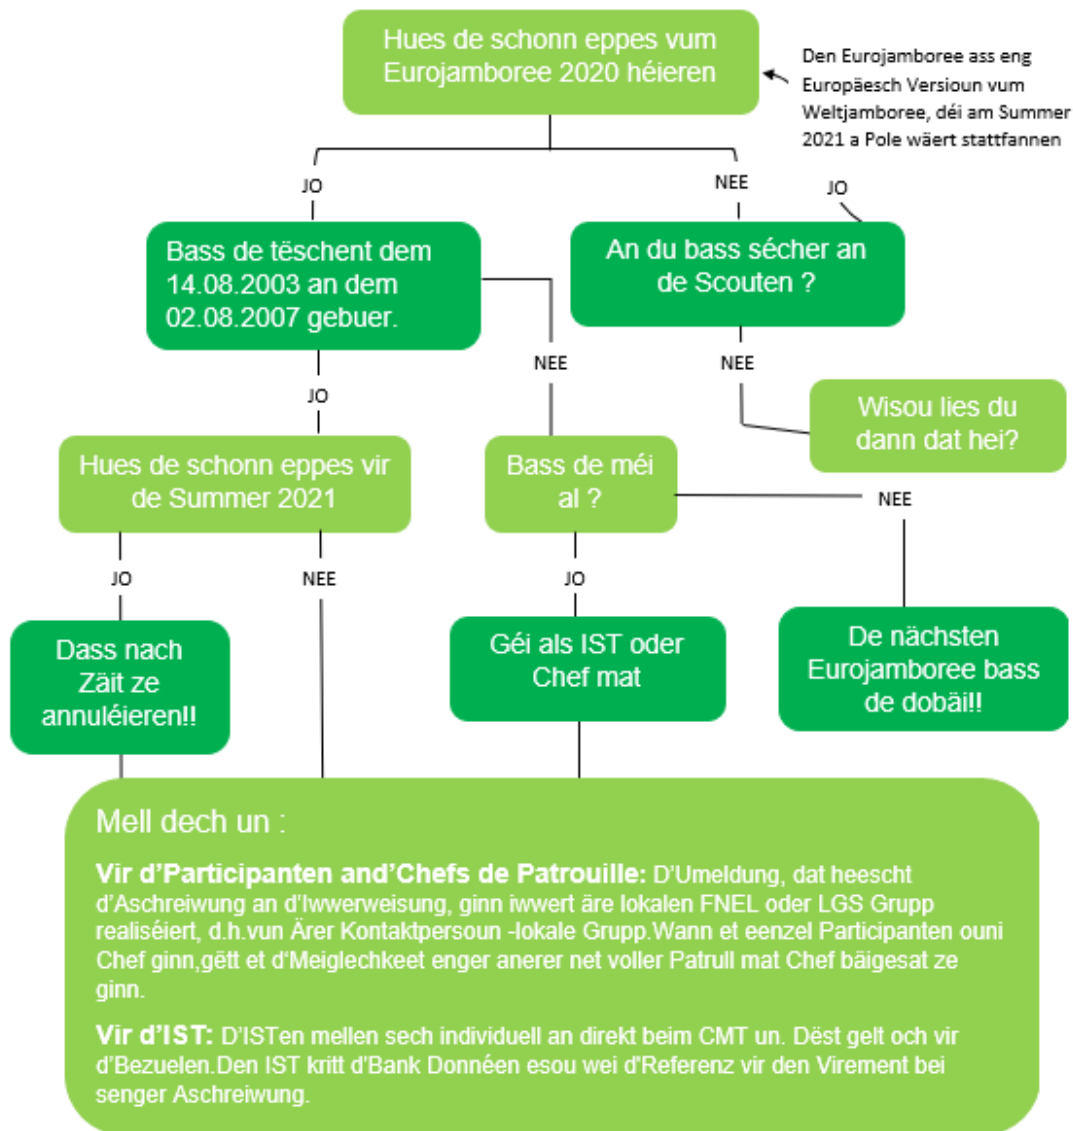 Hues de schonn eppes vum
Eurojamboree 2020 héieren
Den Eurojamboree ass eng
Europäesch Versioun vum
Weltjamboree, déi am Summer
2021 a Pole wäert stattfannen
JO
NEE
JO
Bass de tëschent dem
14.08.2003 an dem
02.08.2007 gebuer.
An du bass sécher an
de Scouten ?
NEE
NEE
JO
Wisou lies du
dann dat hei?
Hues de schonn eppes vir
de Summer 2021
Bass de méi
al ?
NEE
JO
NEE
JO
Dass nach
Zäit ze
annuléieren!!
Géi als IST oder
Chef mat
De nächsten
Eurojamboree bass
de dobäi!!
Mell dech un :
Vir d’Participanten and’Chefs de Patrouille: D’Umeldung, dat heescht
d’Aschreiwung an d’Iwwerweisung, ginn iwwert äre lokalen FNEL oder LGS Grupp
realiséiert, d.h.vun Ärer Kontaktpersoun -lokale Grupp.Wann et eenzel Participanten ouni
Chef ginn,gëtt et d‘Meiglechkeet enger anerer net voller Patrull mat Chef bäigesat ze
ginn.
Vir d’IST: D’ISTen mellen sech individuell an direkt beim CMT un. Dëst gelt och vir
d’Bezuelen.Den IST kritt d'Bank Donnéen esou wei d'Referenz vir den Virement bei
senger Aschreiwung.